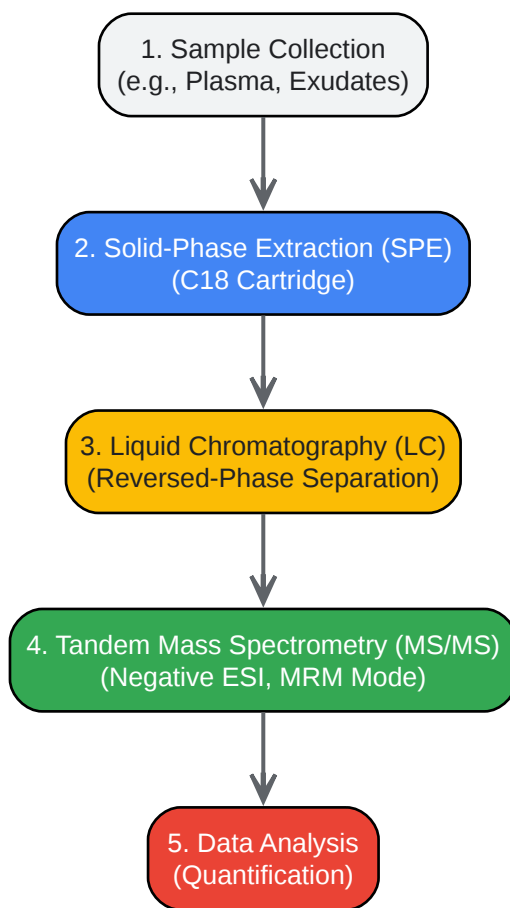 1. Sample Collection
(e.g., Plasma, Exudates)
2. Solid-Phase Extraction (SPE)
(C18 Cartridge)
3. Liquid Chromatography (LC)
(Reversed-Phase Separation)
4. Tandem Mass Spectrometry (MS/MS)
(Negative ESI, MRM Mode)
5. Data Analysis
(Quantification)